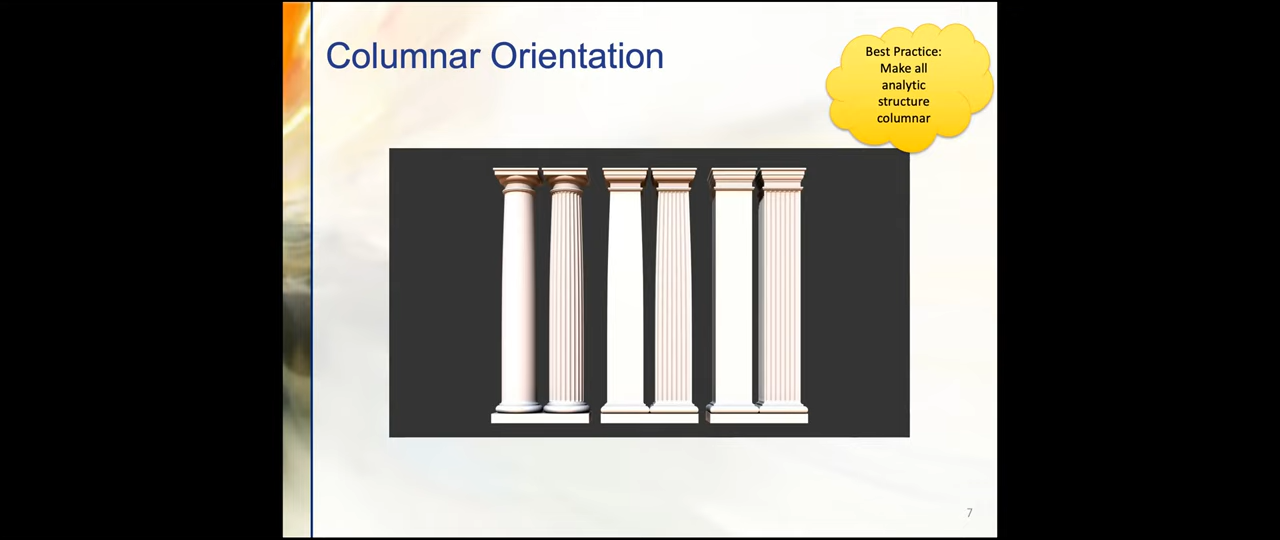 Columnar Orientation
Best Practice:
Make all
analytic
structure
columnar
7